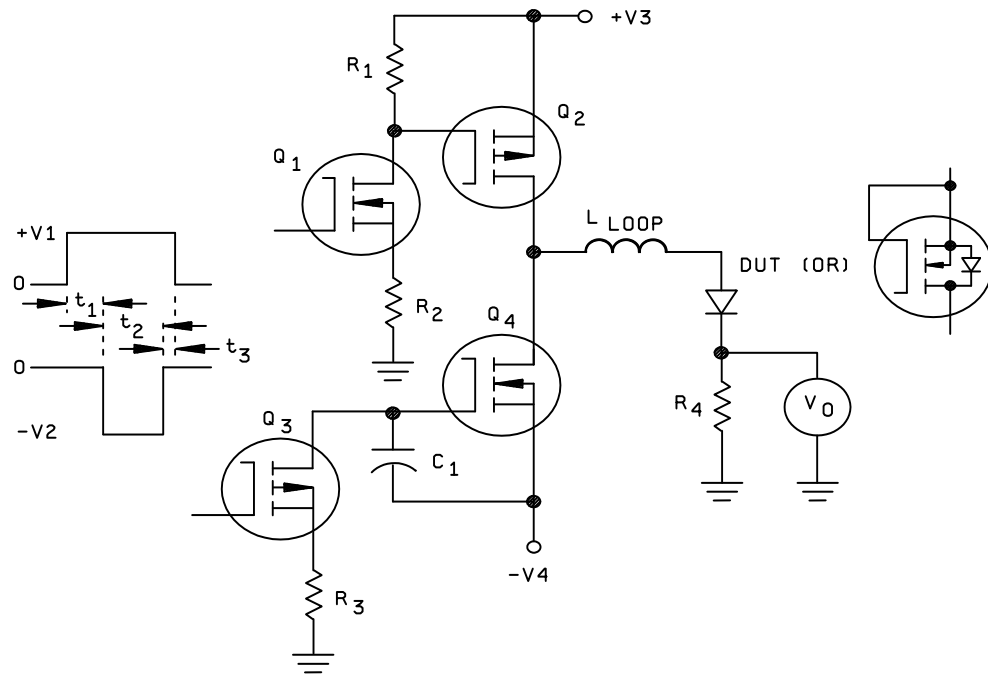 +V3
R1
Q2
Q1
L LOOP
+V1
DUT (OR)
0
t1
R2
t2
Q4
t3
0
R4
VO
-V2
Q3
C1
-V4
R3